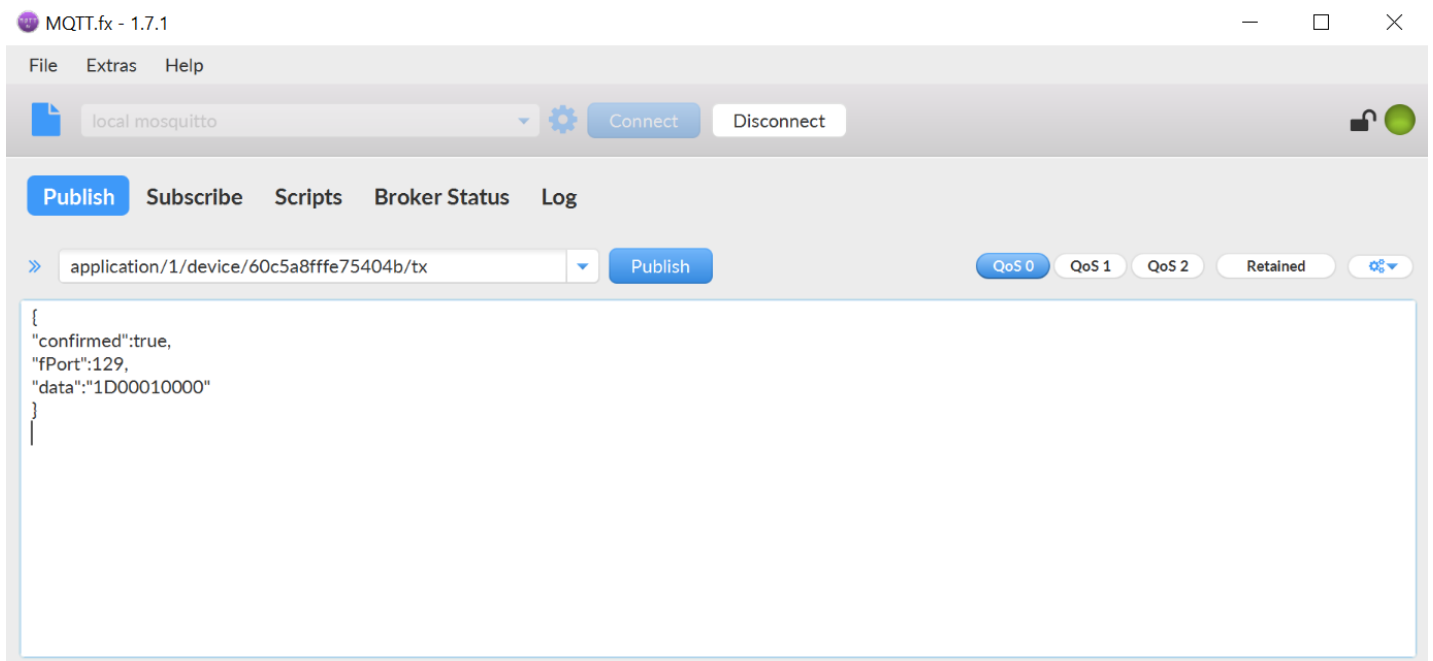 MQTT.fx - 1.7.1
File Extras Help
local mosquitto Connect Disconnect
Publish Subscribe Scripts Broker Status Log
application/1/device/60c5a8fffe75404b/tx Publish QoS 0 QoS 1 QoS 2 Retained
{
"confirmed":true,
"fPort":129,
"data":"1D00010000"
}